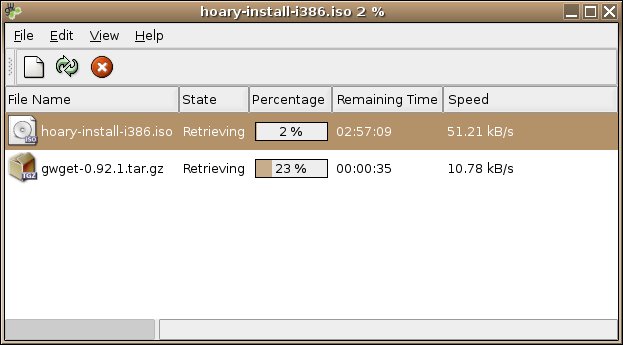 hoary-install-i386.iso 2 %
File Edit View Help
File Name State Percentage Remaining Time Speed
ISO hoary-install-i386.iso Retrieving 2 % 02:57:09 51.21 kB/s
TGZ gwget-0.92.1.tar.gz Retrieving 23 % 00:00:35 10.78 kB/s